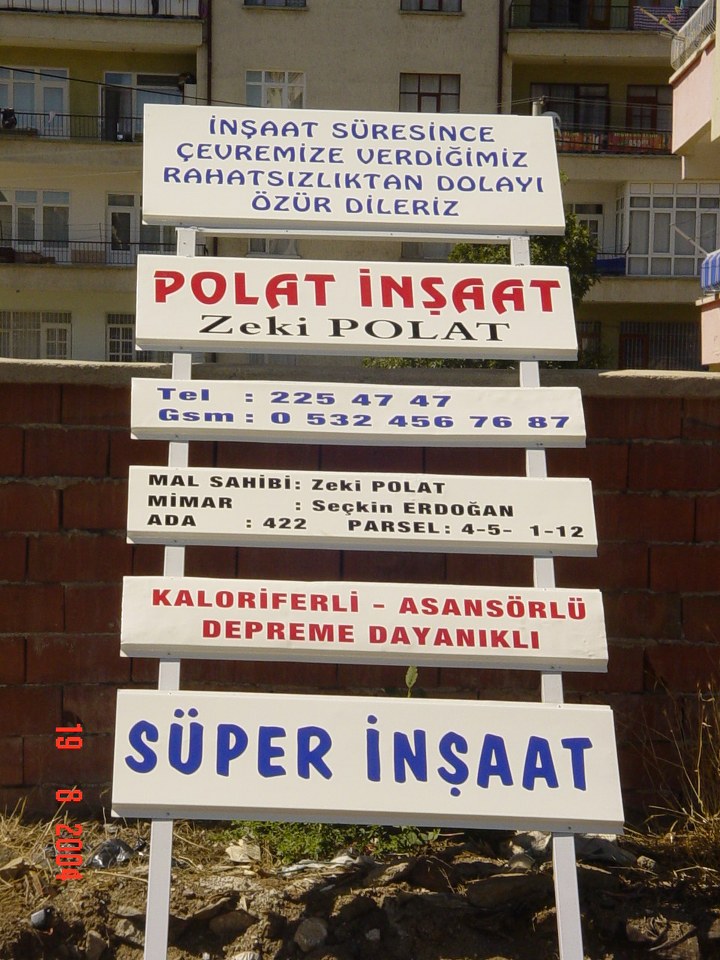 İNŞAAT SÜRESİNCE
ÇEVREMİZE VERDİĞİMİZ
RAHATSIZLIKTAN DOLAYI
ÖZÜR DİLERİZ
POLAT İNŞAAT
Zeki POLAT
Tel : 225 47 47
Gsm : 0 532 456 76 87
MAL SAHİBİ: Zeki POLAT
MİMAR : Seçkin ERDOĞAN
ADA : 422 PARSEL: 4-5- 1-12
KALORİFERLİ - ASANSÖRLÜ
DEPREME DAYANIKLI
SÜPER İNŞAAT
19 8 2004